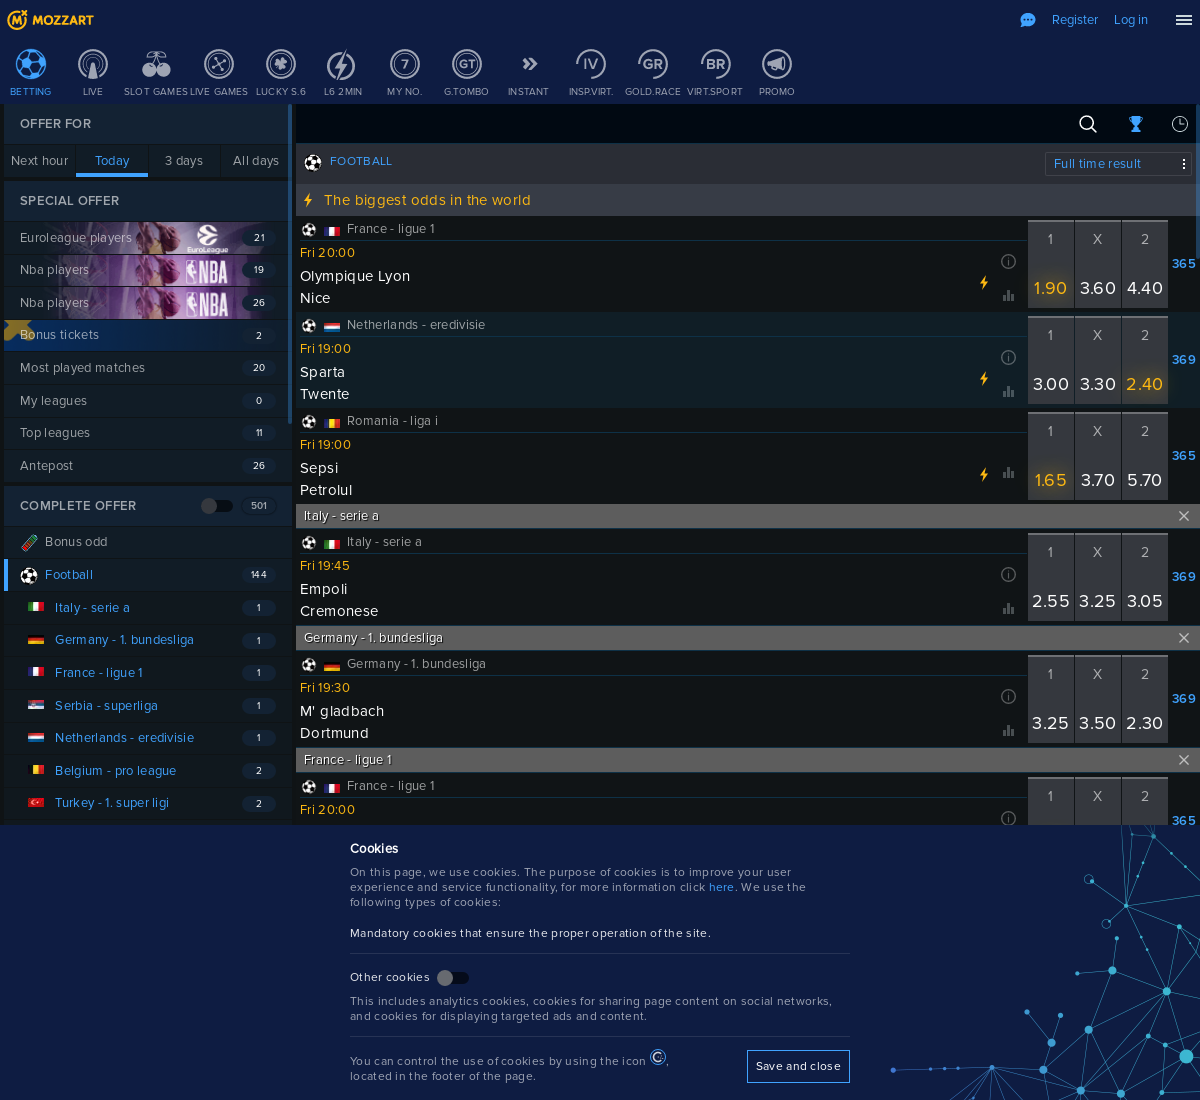 MOZZART
Register
Log in
BETTING
LIVE
SLOT GAMES
LIVE GAMES
LUCKY S.6
L6 2MIN
7
MY NO.
GT
G.TOMBO
INSTANT
IV
INSP.VIRT.
GR
GOLD.RACE
BR
VIRT.SPORT
PROMO
OFFER FOR
Next hour
Today
3 days
All days
SPECIAL OFFER
Euroleague players
EuroLeague
21
Nba players
NBA
19
Nba players
NBA
26
Bonus tickets
2
Most played matches
20
My leagues
0
Top leagues
11
Antepost
26
COMPLETE OFFER
501
Bonus odd
Football
144
Italy - serie a
1
Germany - 1. bundesliga
1
France - ligue 1
1
Serbia - superliga
1
Netherlands - eredivisie
1
Belgium - pro league
2
Turkey - 1. super ligi
2
FOOTBALL
Full time result
The biggest odds in the world
France - ligue 1
Fri 20:00
Olympique Lyon
Nice
1 X 2
1.90 3.60 4.40
365
Netherlands - eredivisie
Fri 19:00
Sparta
Twente
1 X 2
3.00 3.30 2.40
369
Romania - liga i
Fri 19:00
Sepsi
Petrolul
1 X 2
1.65 3.70 5.70
365
Italy - serie a
Italy - serie a
Fri 19:45
Empoli
Cremonese
1 X 2
2.55 3.25 3.05
369
Germany - 1. bundesliga
Germany - 1. bundesliga
Fri 19:30
M' gladbach
Dortmund
1 X 2
3.25 3.50 2.30
369
France - ligue 1
France - ligue 1
Fri 20:00
1 X 2
365
Cookies
On this page, we use cookies. The purpose of cookies is to improve your user
experience and service functionality, for more information click here. We use the
following types of cookies:
Mandatory cookies that ensure the proper operation of the site.
Other cookies
This includes analytics cookies, cookies for sharing page content on social networks,
and cookies for displaying targeted ads and content.
You can control the use of cookies by using the icon ,
located in the footer of the page.
Save and close